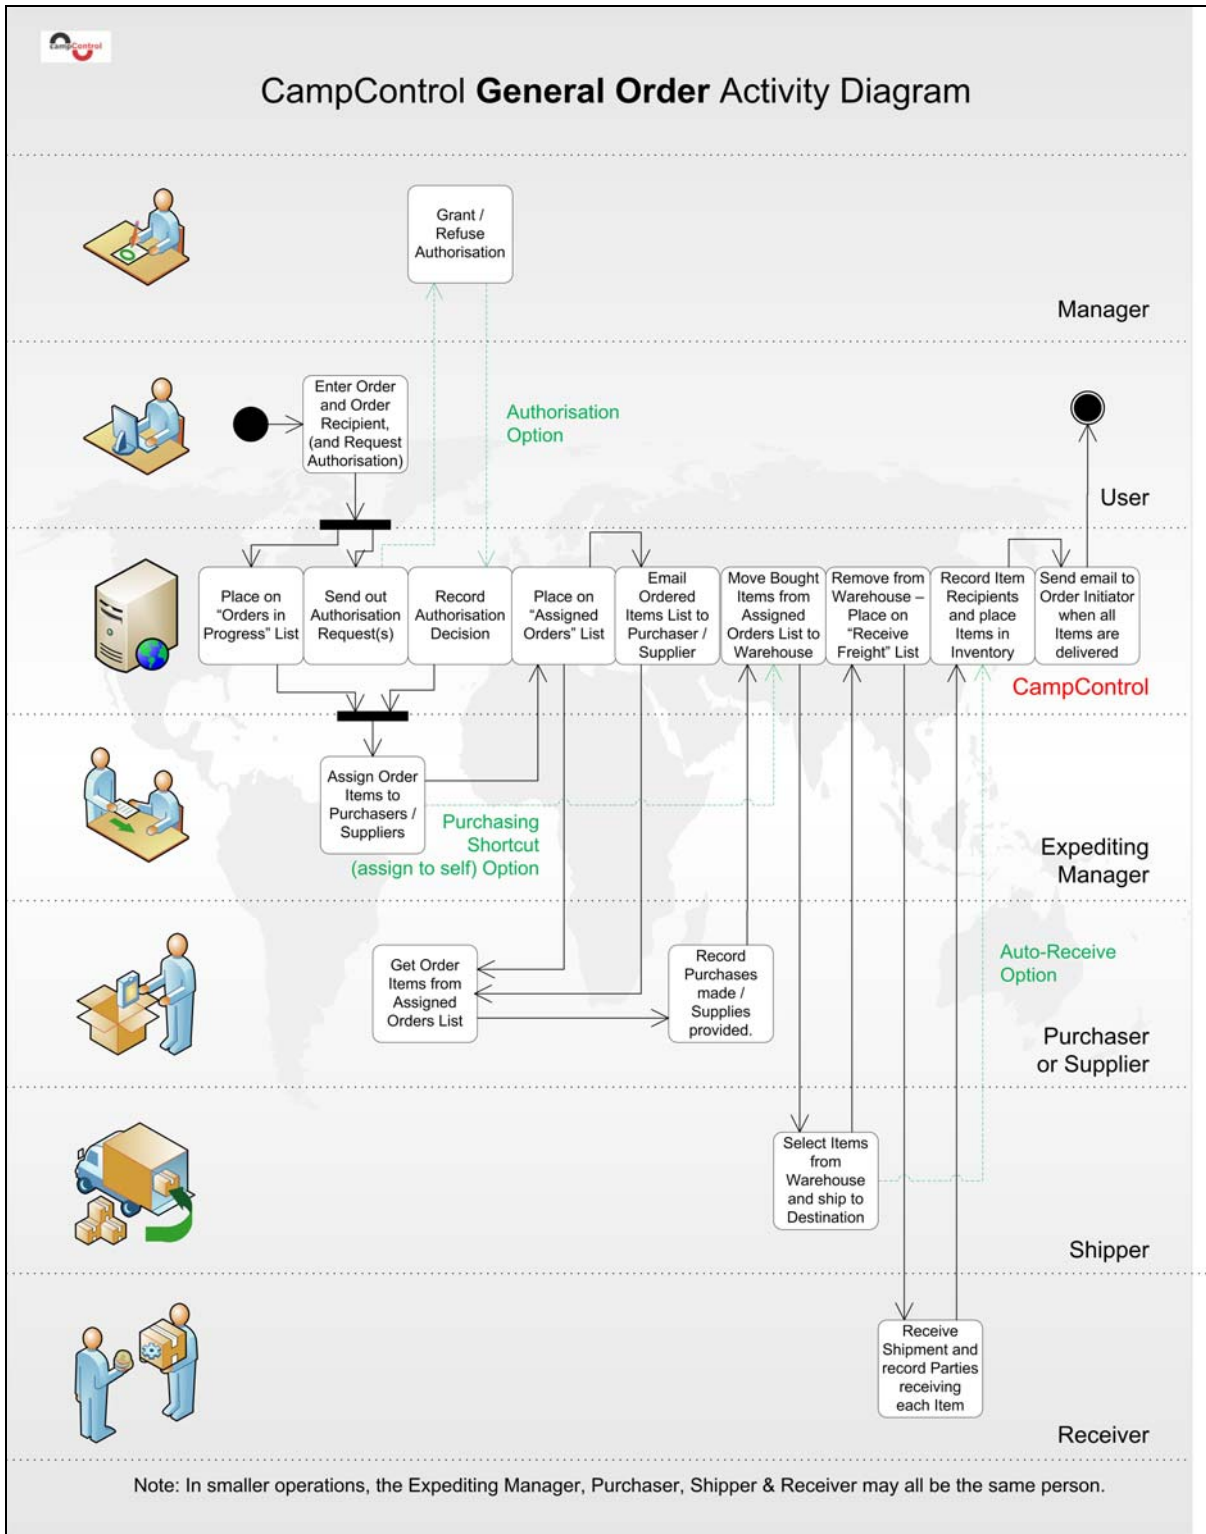 campControl
CampControl General Order Activity Diagram
Grant /
Refuse
Authorisation
Manager
Enter Order
and Order
Recipient,
(and Request
Authorisation)
Authorisation
Option
User
Place on
“Orders in
Progress” List
Send out
Authorisation
Request(s)
Record
Authorisation
Decision
Place on
“Assigned
Orders” List
Email
Ordered
Items List to
Purchaser /
Supplier
Move Bought
Items from
Assigned
Orders List to
Warehouse
Remove from
Warehouse –
Place on
“Receive
Freight” List
Record Item
Recipients
and place
Items in
Inventory
Send email to
Order Initiator
when all
Items are
delivered
CampControl
Assign Order
Items to
Purchasers /
Suppliers
Purchasing
Shortcut
(assign to self) Option
Expediting
Manager
Get Order
Items from
Assigned
Orders List
Record
Purchases
made /
Supplies
provided.
Auto-Receive
Option
Purchaser
or Supplier
Select Items
from
Warehouse
and ship to
Destination
Shipper
Receive
Shipment and
record Parties
receiving
each Item
Receiver
Note: In smaller operations, the Expediting Manager, Purchaser, Shipper & Receiver may all be the same person.